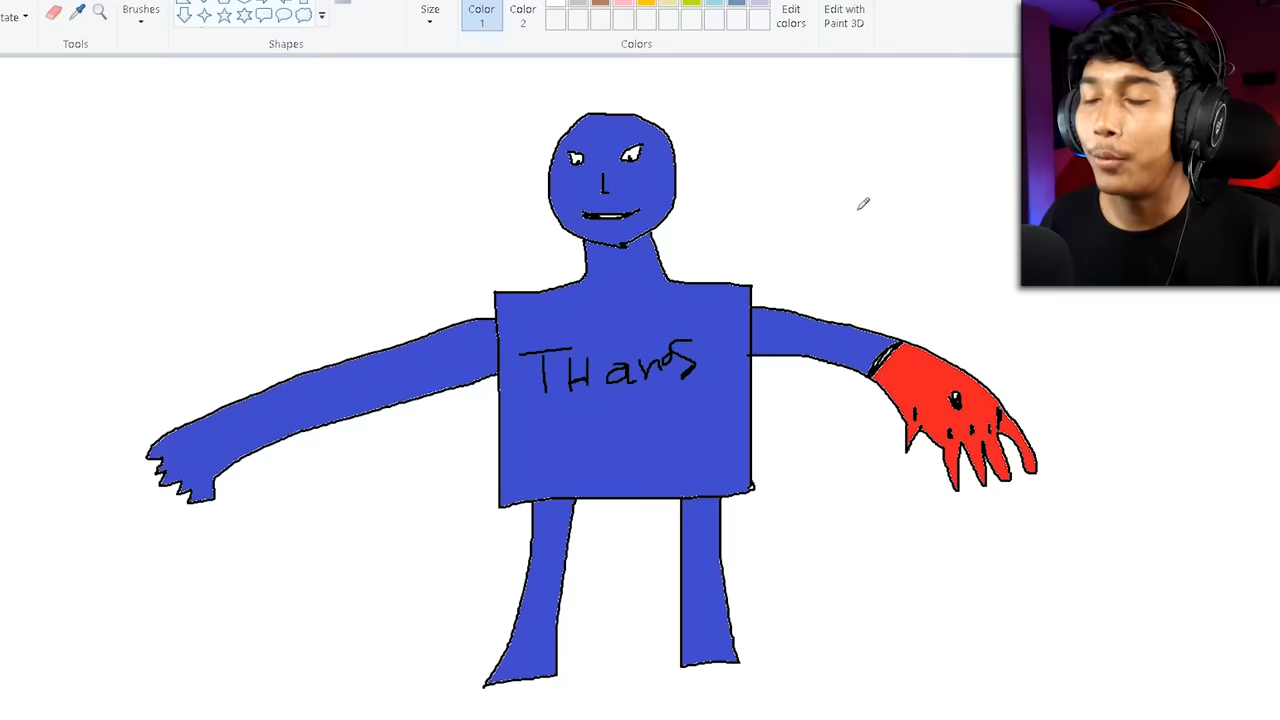 tate
Tools
Brushes
Shapes
Size
Color
1
Color
2
Edit
colors
Edit with
Paint 3D
Colors
THanos